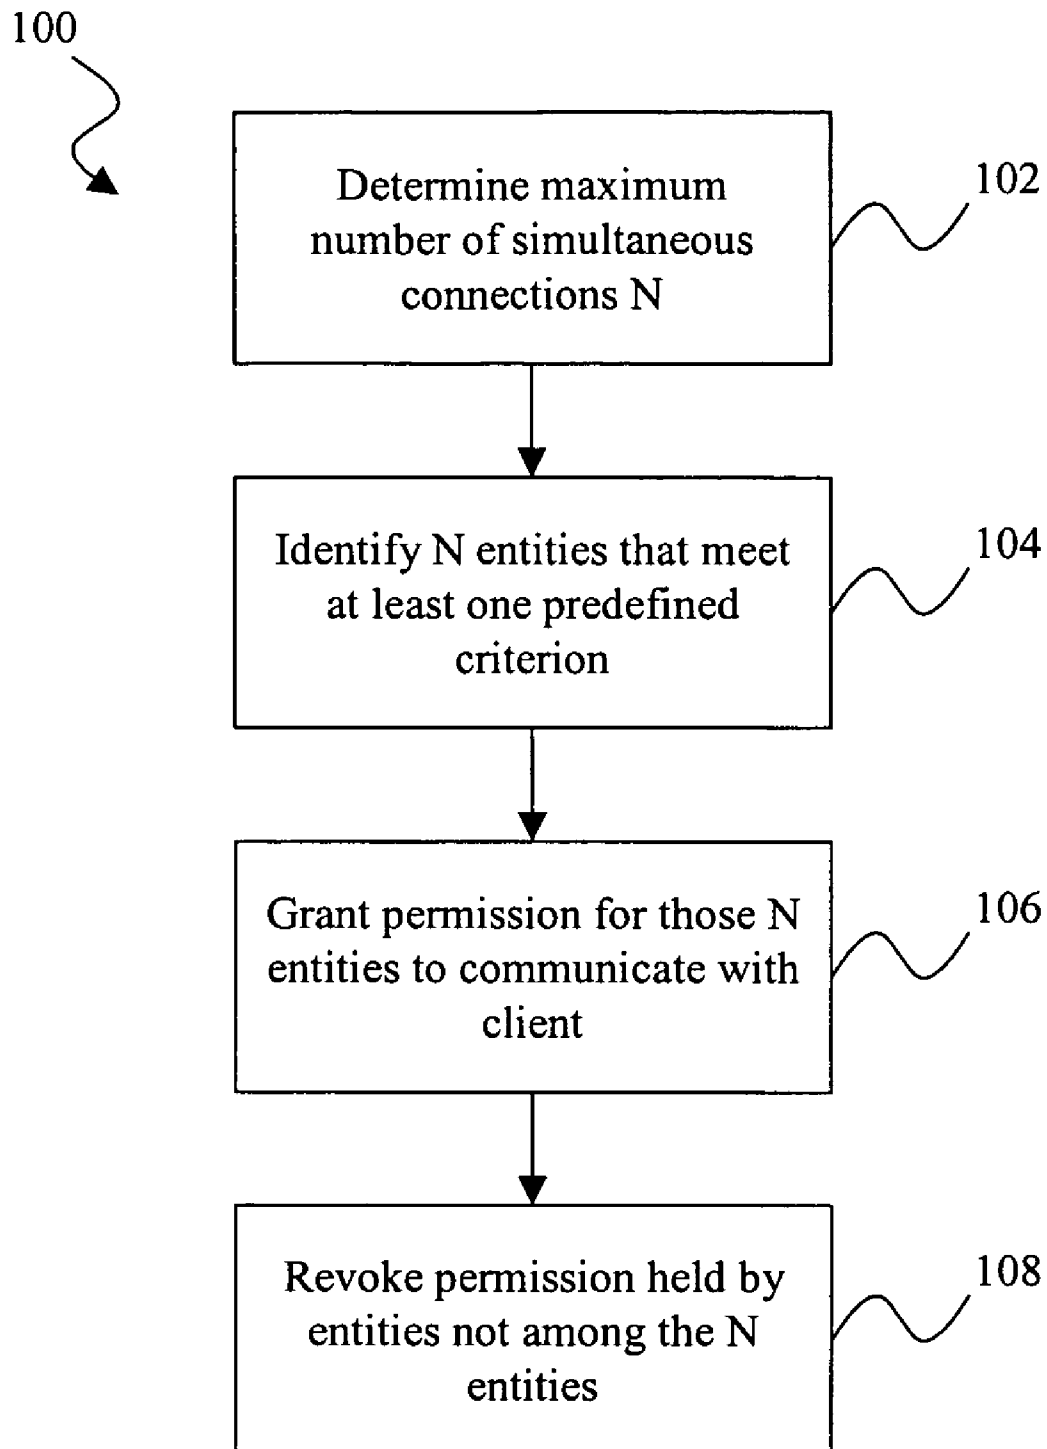 100
Determine maximum
number of simultaneous
connections N
102
Identify N entities that meet
at least one predefined
criterion
104
Grant permission for those N
entities to communicate with
client
106
Revoke permission held by
entities not among the N
entities
108